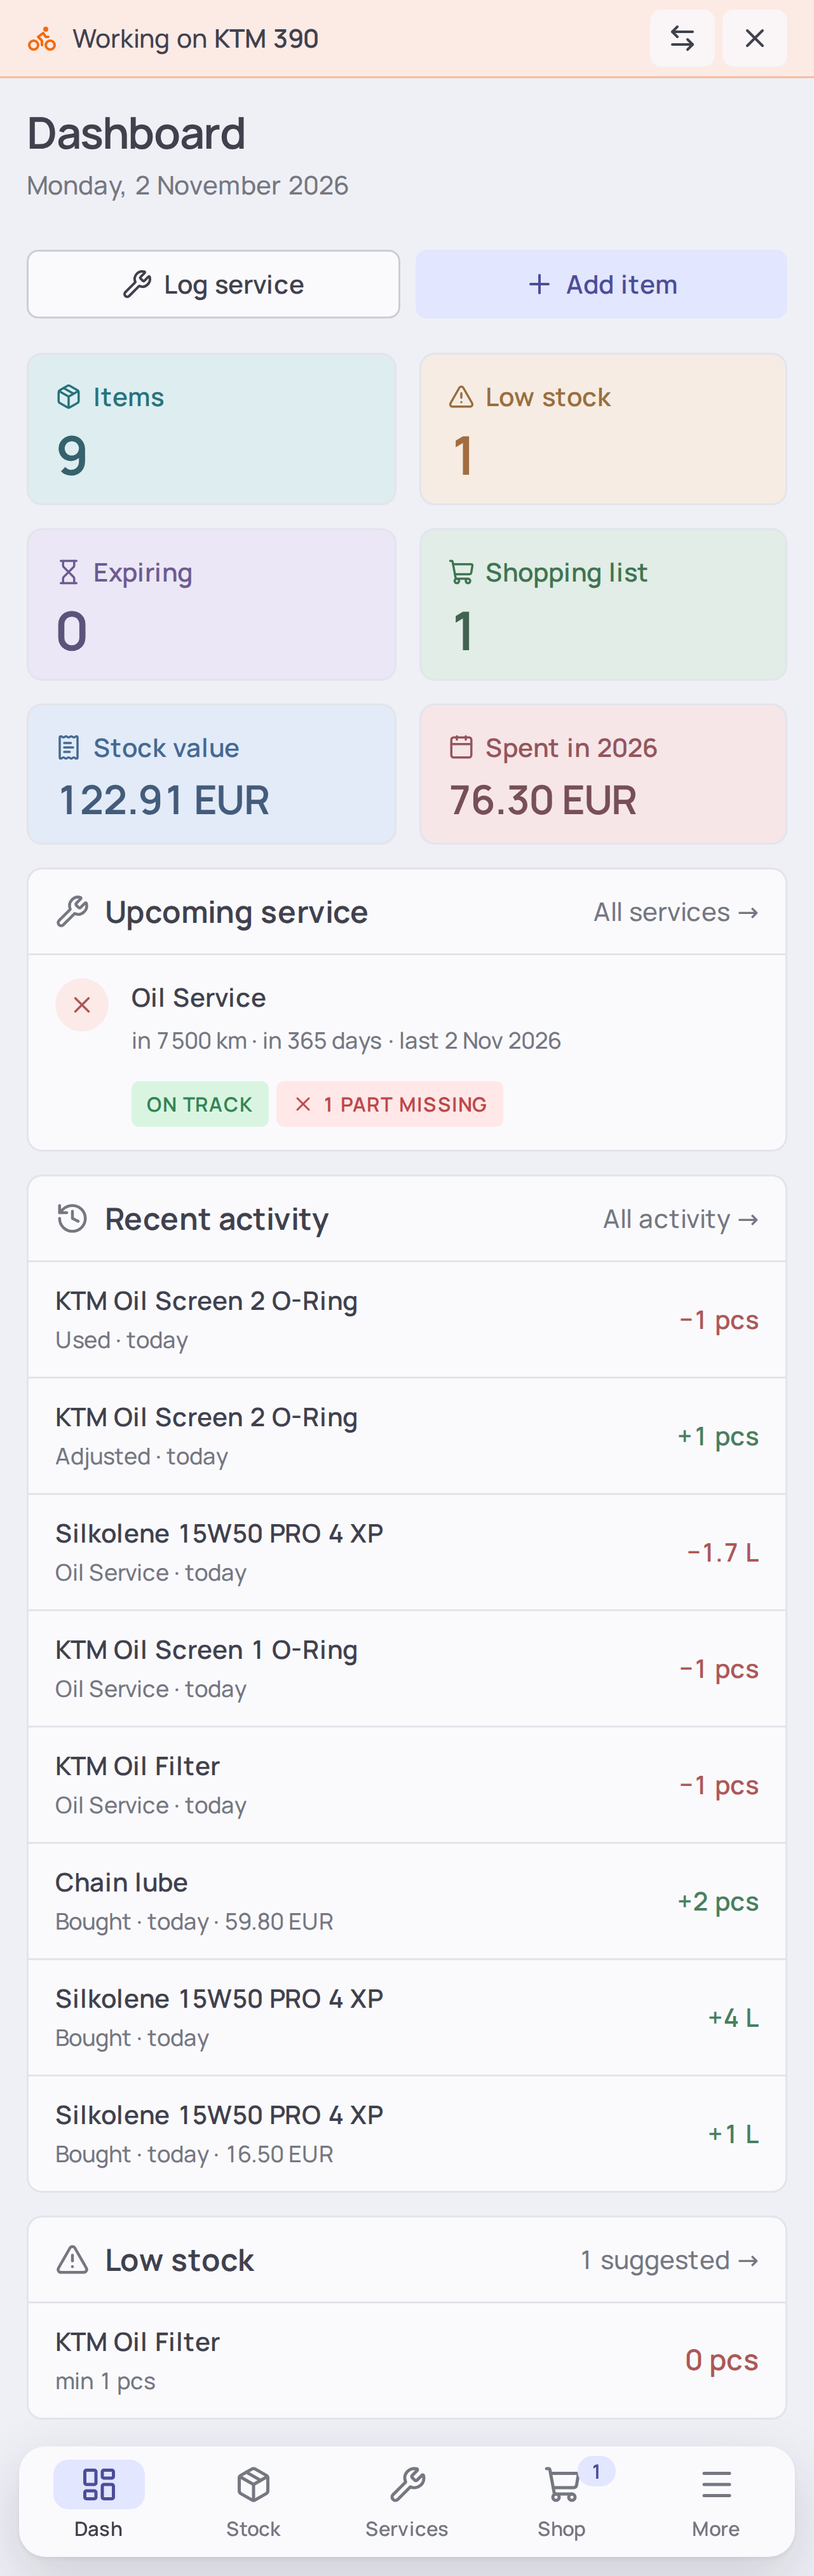 Working on KTM 390
Dashboard
Monday, 2 November 2026
Log service
Add item
Items
9
Low stock
1
Expiring
0
Shopping list
1
Stock value
122.91 EUR
Spent in 2026
76.30 EUR
Upcoming service
All services →
Oil Service
in 7 500 km · in 365 days · last 2 Nov 2026
ON TRACK
1 PART MISSING
Recent activity
All activity →
KTM Oil Screen 2 O-Ring
Used · today
−1 pcs
KTM Oil Screen 2 O-Ring
Adjusted · today
+1 pcs
Silkolene 15W50 PRO 4 XP
Oil Service · today
−1.7 L
KTM Oil Screen 1 O-Ring
Oil Service · today
−1 pcs
KTM Oil Filter
Oil Service · today
−1 pcs
Chain lube
Bought · today · 59.80 EUR
+2 pcs
Silkolene 15W50 PRO 4 XP
Bought · today
+4 L
Silkolene 15W50 PRO 4 XP
Bought · today · 16.50 EUR
+1 L
Low stock
1 suggested →
KTM Oil Filter
min 1 pcs
0 pcs
1
Dash
Stock
Services
Shop
More